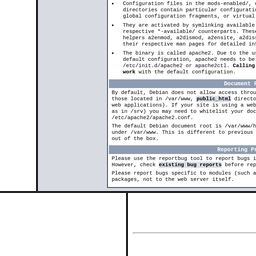 Configuration files in the mods-enabled/,
directories contain particular configuratio
global configuration fragments, or virtual
They are activated by symlinking available
respective *-available/ counterparts. These
helpers a2enmod, a2dismod, a2ensite, a2diss
their respective man pages for detailed in
The binary is called apache2. Due to the us
default configuration, apache2 needs to be
/etc/init.d/apache2 or apache2ctl. Calling
work with the default configuration.
Document R
By default, Debian does not allow access throu
those located in /var/www, public_html directo
web applications). If your site is using a web
as in /srv) you may need to whitelist your doc
/etc/apache2/apache2.conf.
The default Debian document root is /var/www/h
under /var/www. This is different to previous
out of the box.
Reporting Pr
Please use the reportbug tool to report bugs i
However, check existing bug reports before rep
Please report bugs specific to modules (such a
packages, not to the web server itself.